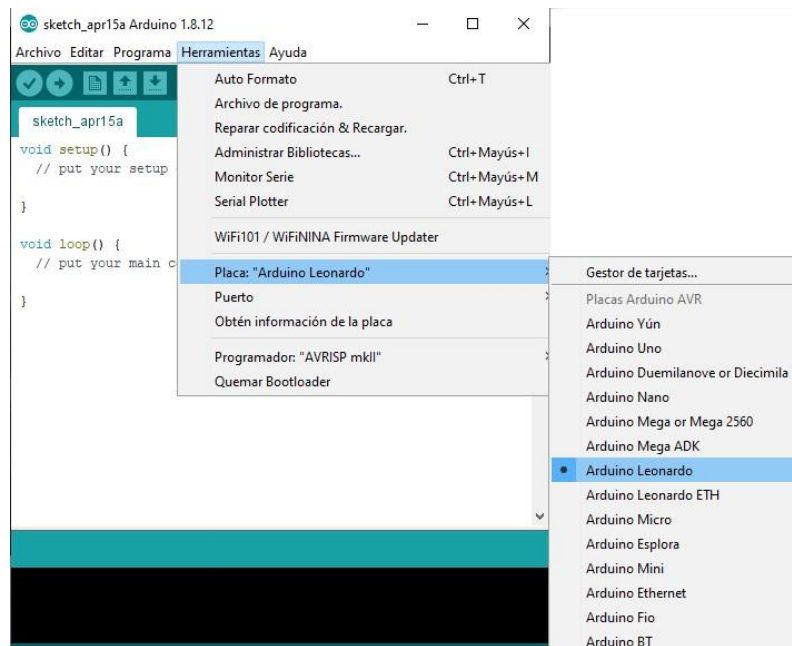 sketch_apr15a Arduino 1.8.12
Archivo Editar Programa Herramientas Ayuda
sketch_apr15a
void setup() {
// put your setup
}
void loop() {
// put your main c
}
Auto Formato Ctrl+T
Archivo de programa.
Reparar codificación & Recargar.
Administrar Bibliotecas... Ctrl+Mayús+I
Monitor Serie Ctrl+Mayús+M
Serial Plotter Ctrl+Mayús+L
WiFi101 / WiFiNINA Firmware Updater
Placa: "Arduino Leonardo"
Puerto
Obtén información de la placa
Programador: "AVRISP mkII"
Quemar Bootloader
Gestor de tarjetas...
Placas Arduino AVR
Arduino Yún
Arduino Uno
Arduino Duemilanove or Diecimila
Arduino Nano
Arduino Mega or Mega 2560
Arduino Mega ADK
Arduino Leonardo
Arduino Leonardo ETH
Arduino Micro
Arduino Esplora
Arduino Mini
Arduino Ethernet
Arduino Fio
Arduino BT